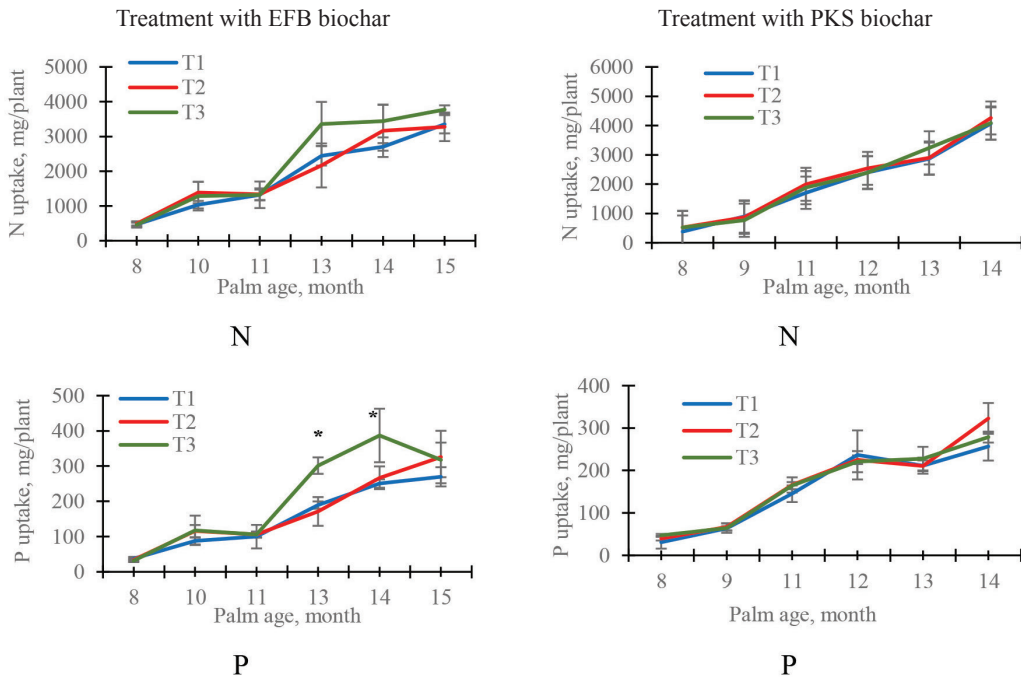 Treatment with EFB biochar
Treatment with PKS biochar
T1
T2
T3
N uptake, mg/plant
5000
4000
3000
2000
1000
0
8 10 11 13 14 15
Palm age, month
N
T1
T2
T3
N uptake, mg/plant
6000
5000
4000
3000
2000
1000
0
8 9 11 12 13 14
Palm age, month
N
T1
T2
T3
P uptake, mg/plant
500
400
300
200
100
0
* *
8 10 11 13 14 15
Palm age, month
P
T1
T2
T3
P uptake, mg/plant
400
300
200
100
0
8 9 11 12 13 14
Palm age, month
P